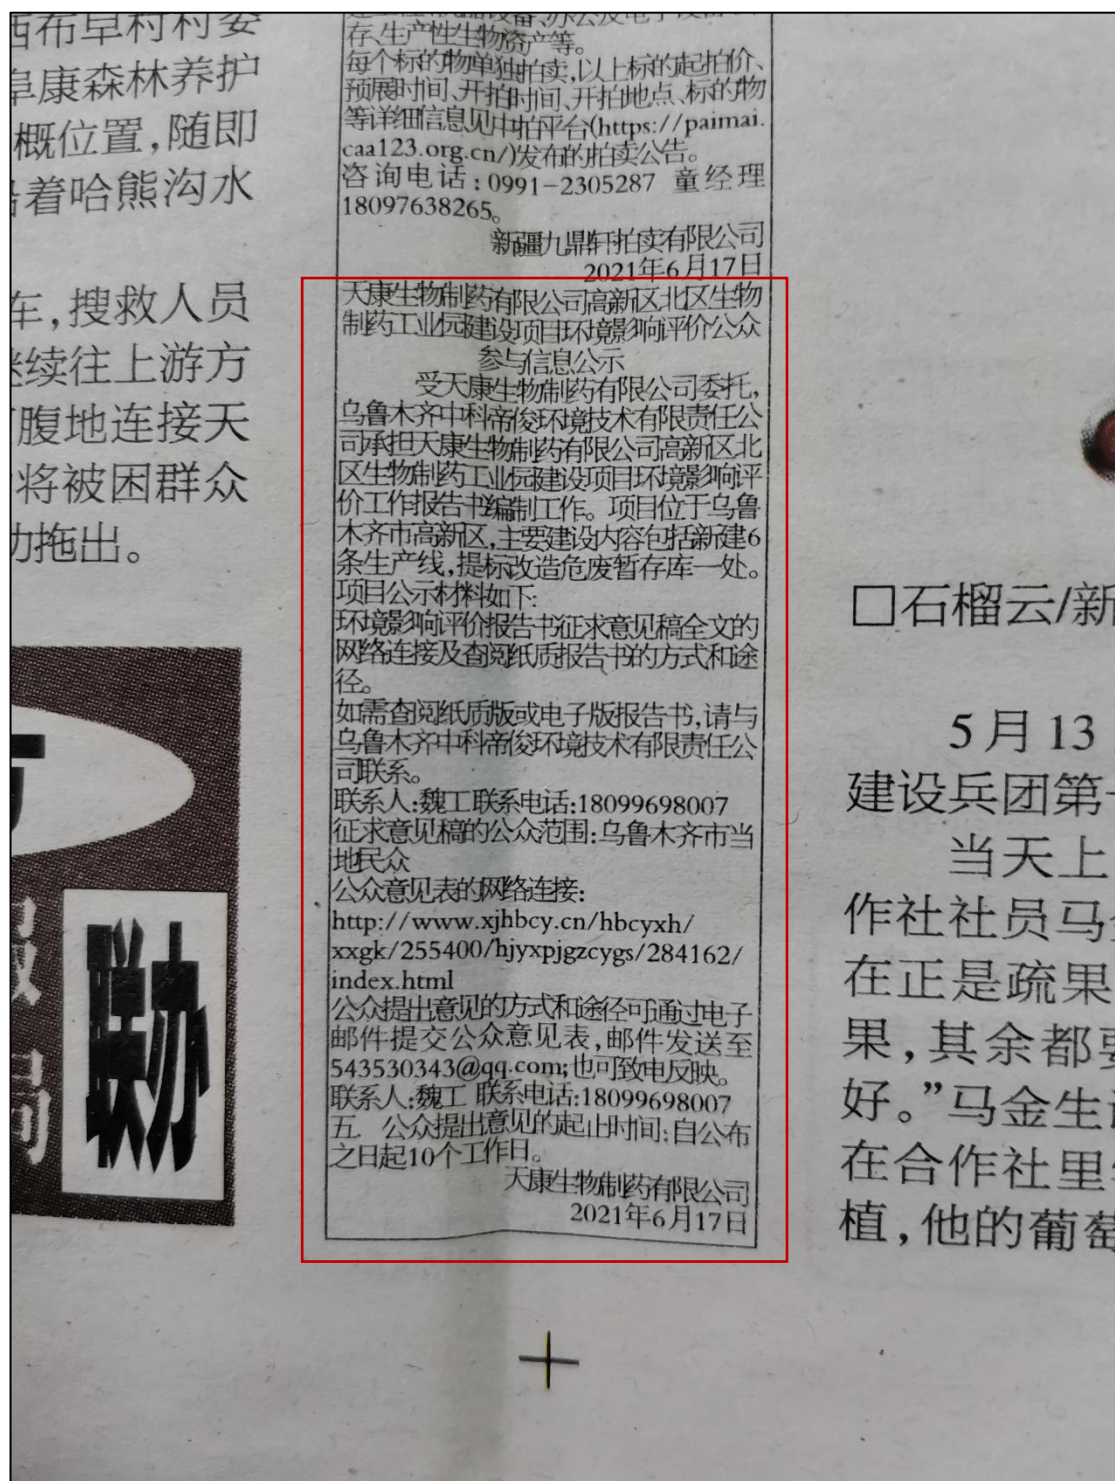 西布早村村委
阜康森林养护
概位置,随即
着哈熊沟水
车,搜救人员
继续往上游方
腹地连接天
将被困群众
功拖出。
联办
局
存、生产性生物资产等。
每个标的物单独拍卖,以上标的起拍价、
预展时间、开拍时间、开拍地点、标的物
等详细信息见中拍平台(https://paimai.
caa123.org.cn/)发布的拍卖公告。
咨询电话:0991-2305287 童经理
18097638265。
新疆九鼎轩拍卖有限公司
2021年6月17日
天康生物制药有限公司高新区北区生物
制药工业园建设项目环境影响评价公众
参与信息公示
受天康生物制药有限公司委托,
乌鲁木齐中科帝俊环境技术有限责任公
司承担天康生物制药有限公司高新区北
区生物制药工业园建设项目环境影响评
价工作报告书编制工作。项目位于乌鲁
木齐市高新区,主要建设内容包括新建6
条生产线,提标改造危废暂存库一处。
项目公示材料如下:
环境影响评价报告书征求意见稿全文的
网络连接及查阅纸质报告书的方式和途
径。
如需查阅纸质版或电子版报告书,请与
乌鲁木齐中科帝俊环境技术有限责任公
司联系。
联系人:魏工联系电话:18099698007
征求意见稿的公众范围:乌鲁木齐市当
地民众
公众意见表的网络连接:
http://www.xjhbcy.cn/hbcyxh/
xxgk/255400/hjyxpjgzcygs/284162/
index.html
公众提出意见的方式和途径可通过电子
邮件提交公众意见表,邮件发送至
543530343@qq.com;也可致电反映。
联系人:魏工 联系电话:18099698007
五. 公众提出意见的起止时间:自公布
之日起10个工作日。
天康生物制药有限公司
2021年6月17日
□石榴云/新
5月13
建设兵团第
当天上
作社社员马
在正是疏果
果,其余都要
好。”马金生
在合作社里
植,他的葡萄